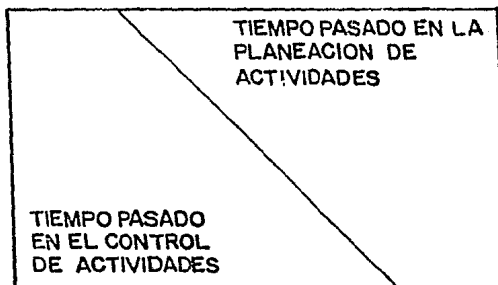 TIEMPO PASADO EN LA
PLANEACION DE
ACTIVIDADES
TIEMPO PASADO
EN EL CONTROL
DE ACTIVIDADES